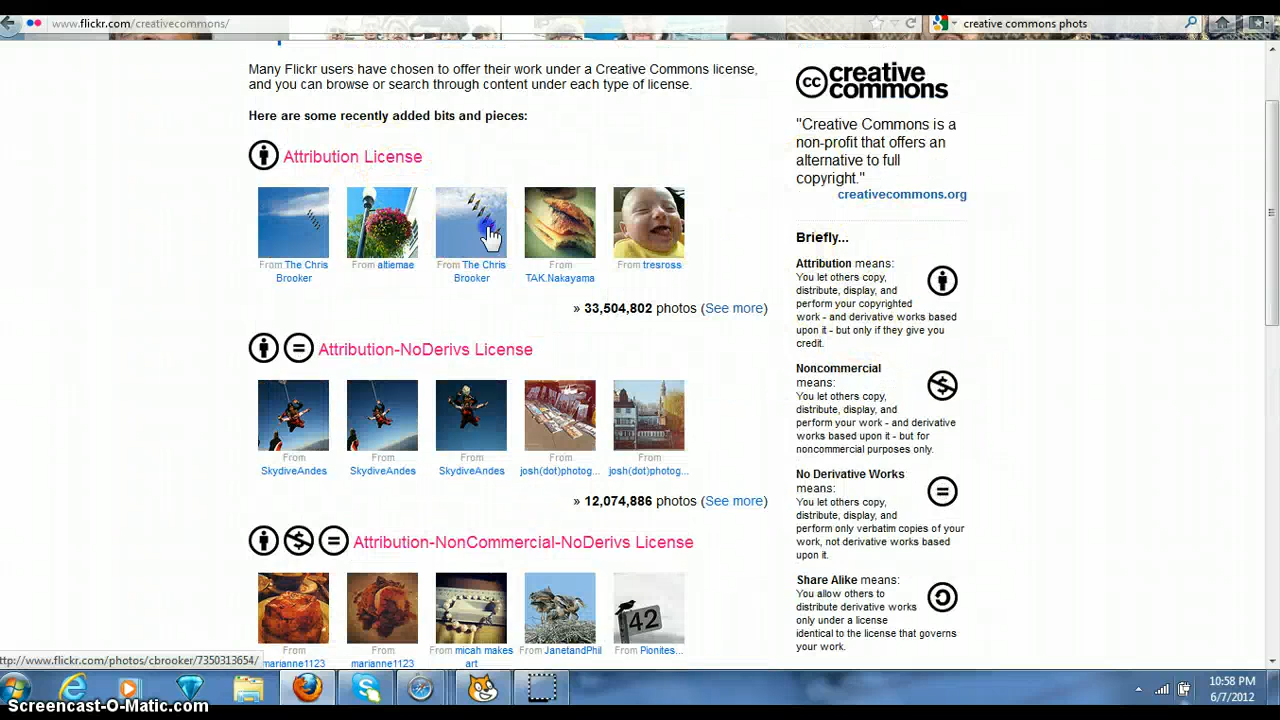 www.flickr.com/creativecommons/
creative commons phots
Many Flickr users have chosen to offer their work under a Creative Commons license,
and you can browse or search through content under each type of license.
Here are some recently added bits and pieces:
Attribution License
From The Chris
Brooker
From altiemae
From The Chris
Brooker
From
TAK.Nakayama
From tresross
» 33,504,802 photos (See more)
Attribution-NoDerivs License
From
SkydiveAndes
From
SkydiveAndes
From
SkydiveAndes
From
josh(dot)photog...
From
josh(dot)photog...
» 12,074,886 photos (See more)
Attribution-NonCommercial-NoDerivs License
42
From
marianne1123
From
marianne1123
From micah makes
art
From JanetandPhil
From Pionites...
cc creative
commons
"Creative Commons is a
non-profit that offers an
alternative to full
copyright."
creativecommons.org
Briefly...
Attribution means:
You let others copy,
distribute, display, and
perform your copyrighted
work - and derivative works based
upon it - but only if they give you
credit.
Noncommercial
means:
You let others copy,
distribute, display, and
perform your work - and derivative
works based upon it - but for
noncommercial purposes only.
No Derivative Works
means:
You let others copy,
distribute, display, and
perform only verbatim copies of your
work, not derivative works based
upon it.
Share Alike means:
You allow others to
distribute derivative works
only under a license
identical to the license that governs
your work.
ttp://www.flickr.com/photos/cbrooker/7350313654/
10:58 PM
6/7/2012
Screencast-O-Matic.com